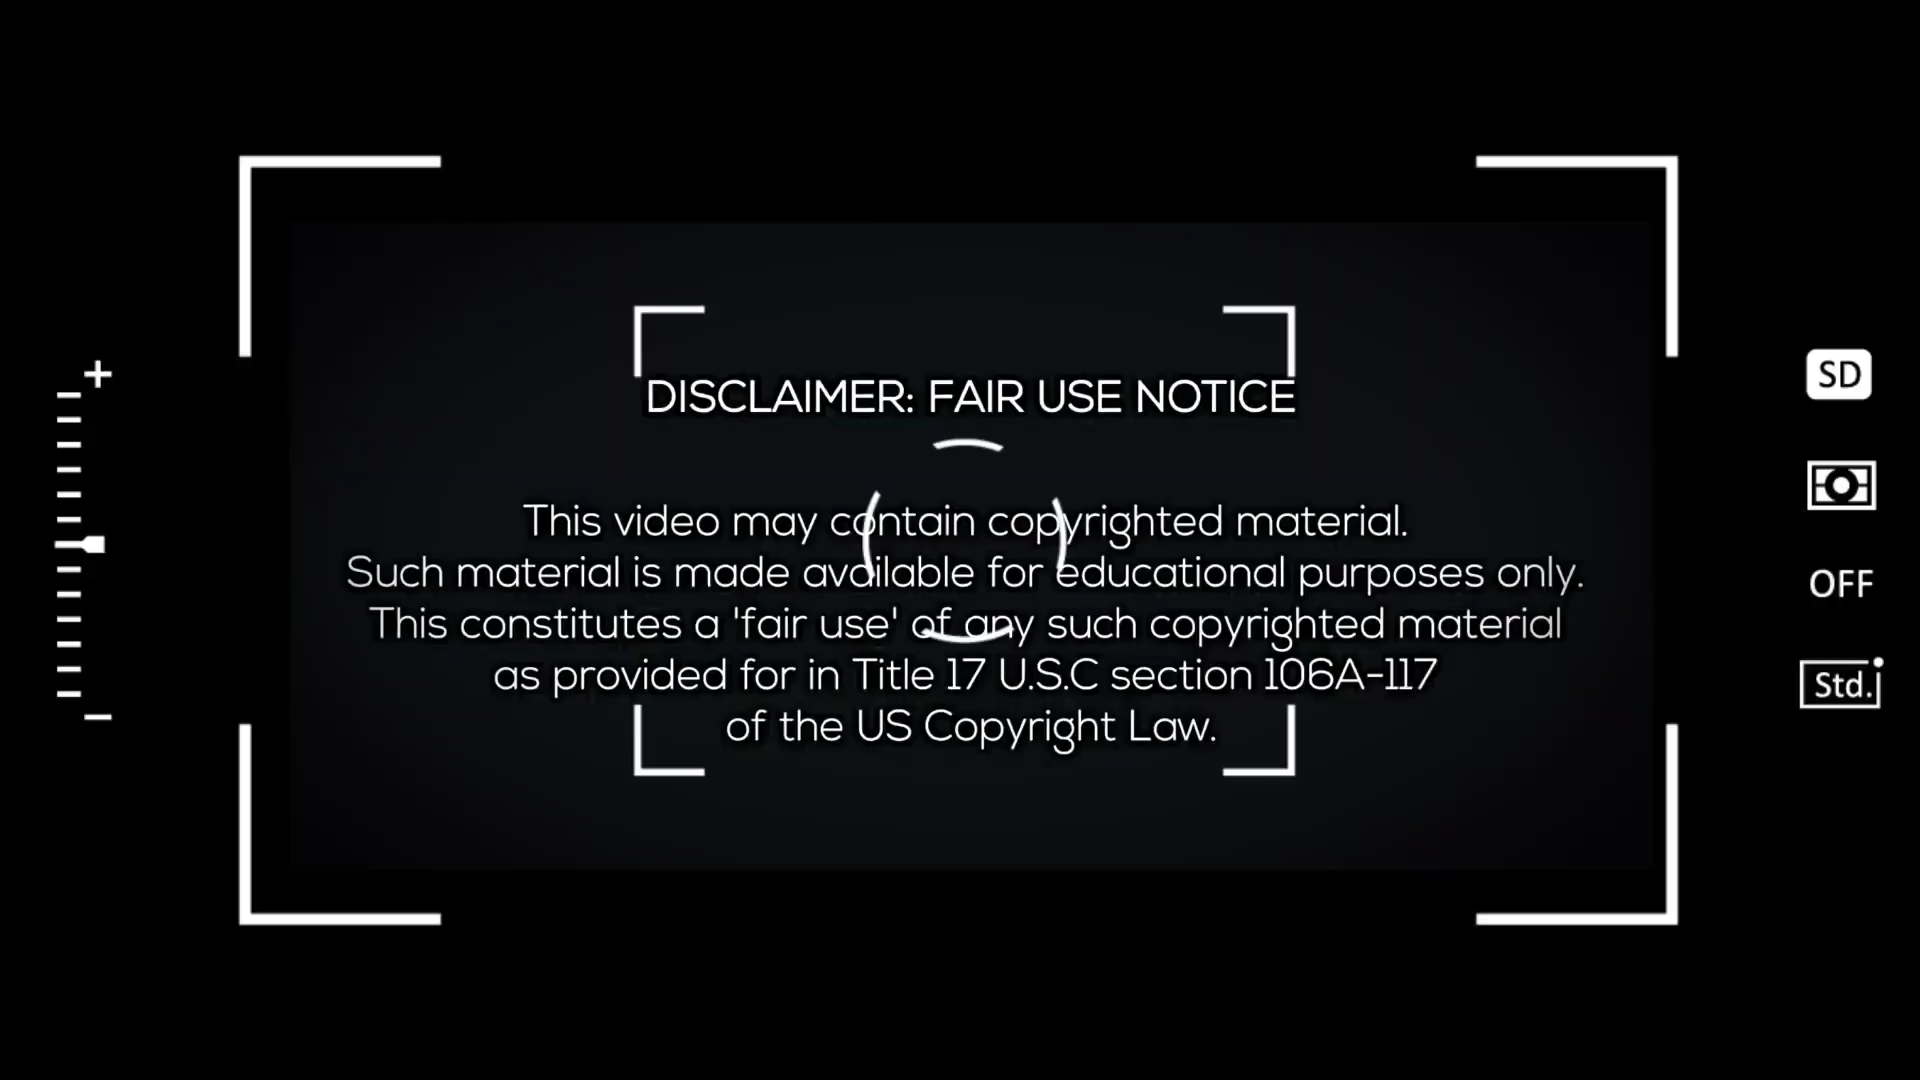 DISCLAIMER: FAIR USE NOTICE
This video may contain copyrighted material.
Such material is made available for educational purposes only.
This constitutes a 'fair use' of any such copyrighted material
as provided for in Title 17 U.S.C section 106A-117
of the US Copyright Law.
SD
OFF
Std.